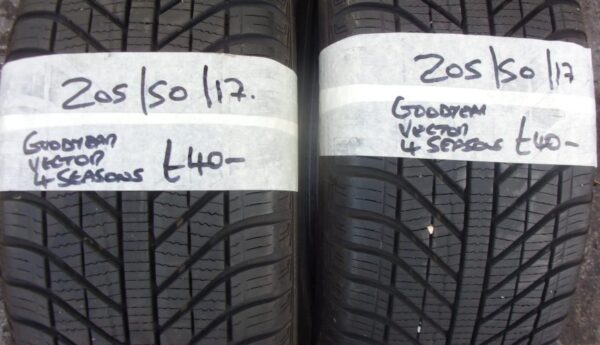 205/50/17.
GOODYEAR
VECTOR
4 SEASONS £40-
205/50/17
GOODYEAR
VECTOR
4 SEASONS £40-